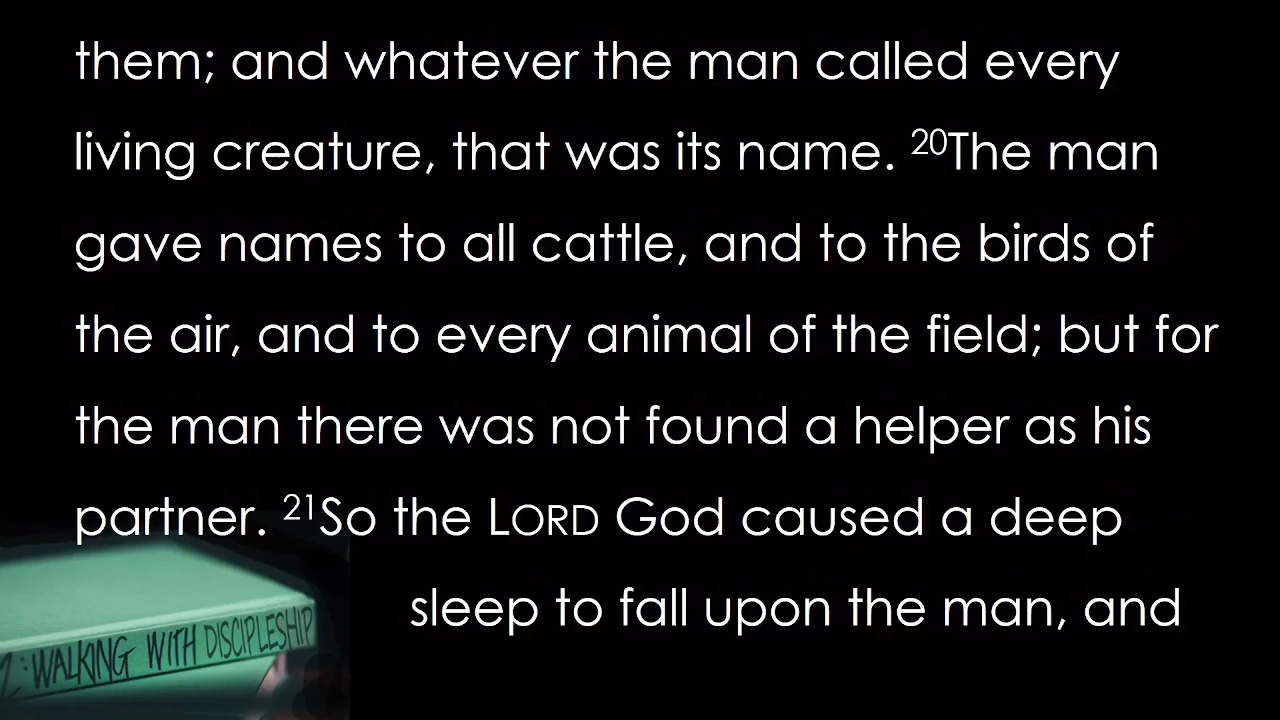 them; and whatever the man called every
living creature, that was its name. 20The man
gave names to all cattle, and to the birds of
the air, and to every animal of the field; but for
the man there was not found a helper as his
partner. 21So the LORD God caused a deep
sleep to fall upon the man, and
2: WALKING WITH DISCIPLESHIP